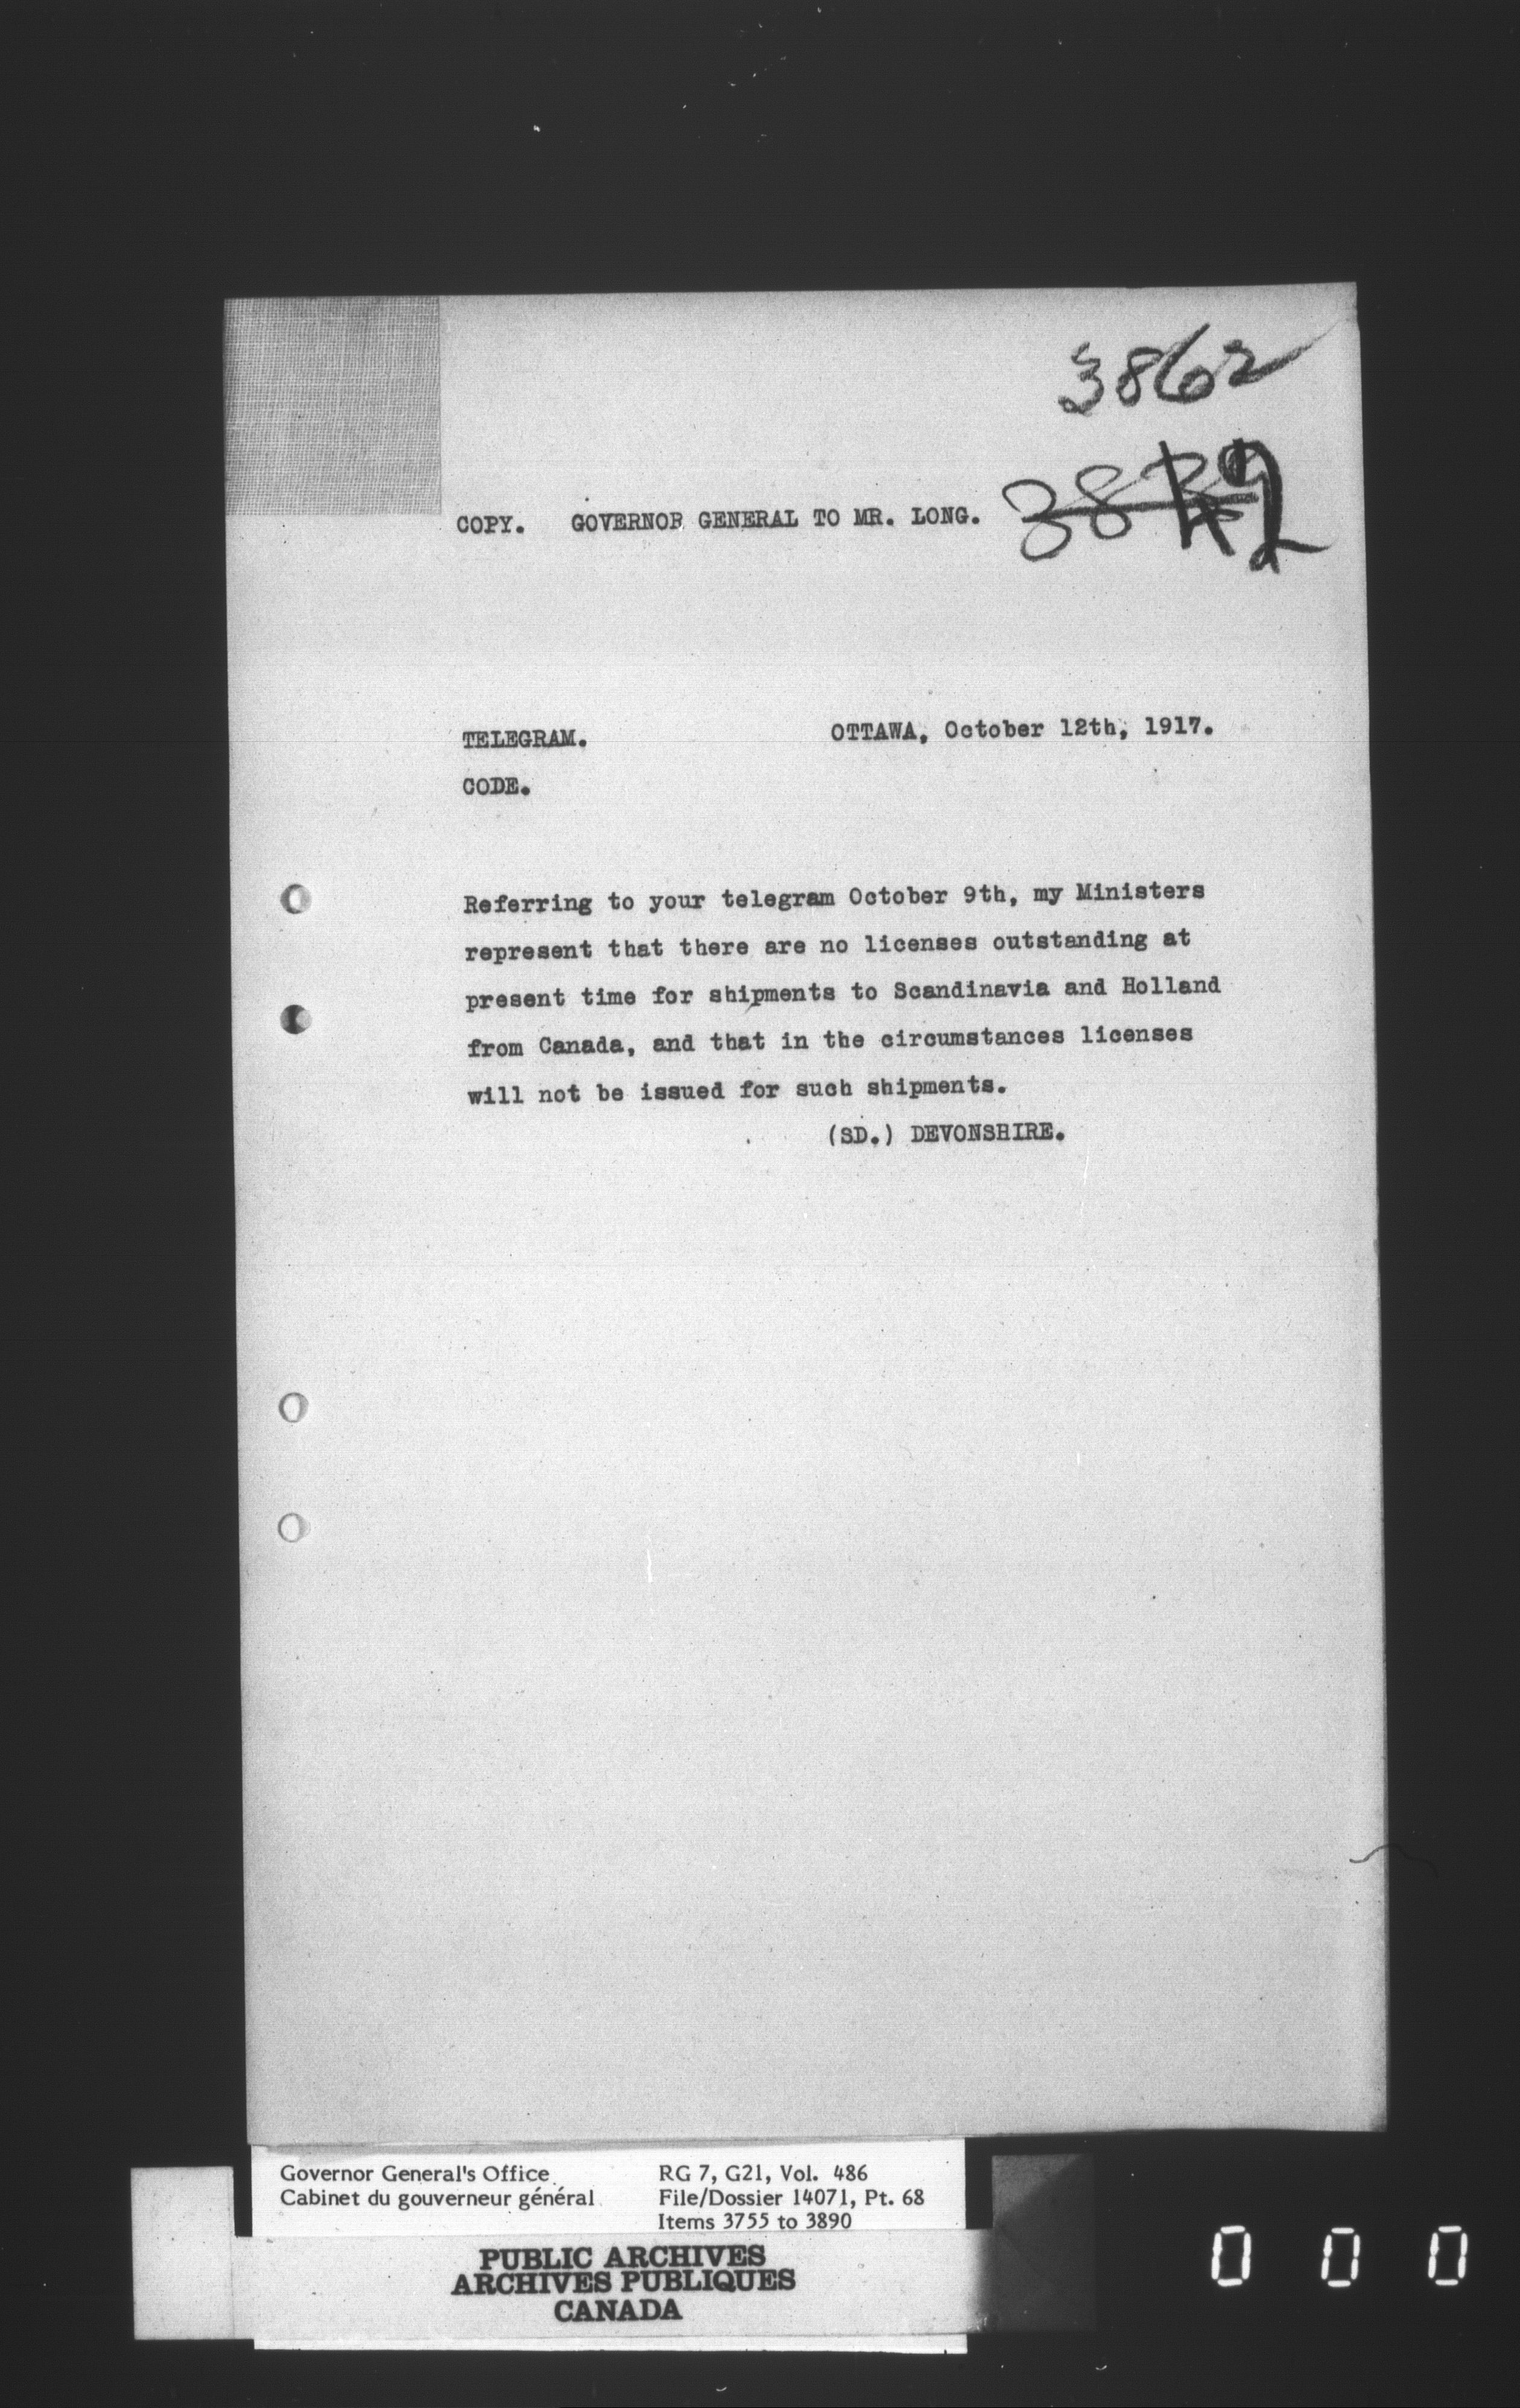 3862
COPY. GOVERNOR GENERAL TO MR. LONG.
TELEGRAM. OTTAWA, October 12th, 1917.
CODE.
Referring to your telegram October 9th, my Ministers
represent that there are no licenses outstanding at
present time for shipments to Scandinavia and Holland
from Canada, and that in the circumstances licenses
will not be issued for such shipments.
(SD.) DEVONSHIRE.
Governor General's Office RG 7, G21, Vol. 486
Cabinet du gouverneur général File/Dossier 14071, Pt. 68
Items 3755 to 3890
PUBLIC ARCHIVES
ARCHIVES PUBLIQUES
CANADA
0 0 0